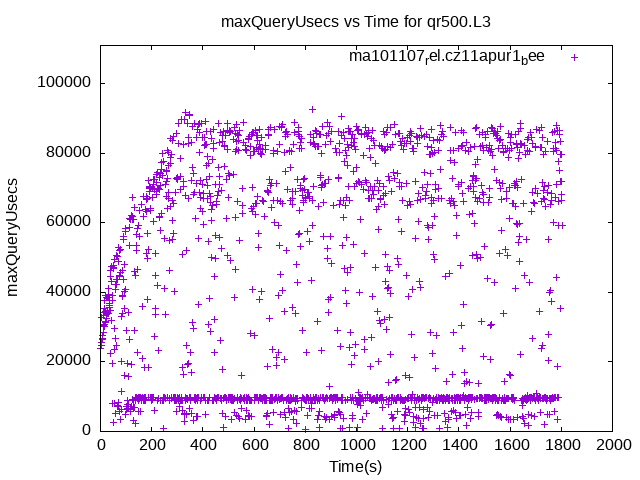 maxQueryUsecs vs Time for qr500.L3
ma101107rel.cz11apur1bee
100000
80000
60000
40000
20000
0
maxQueryUsecs
0 200 400 600 800 1000 1200 1400 1600 1800 2000
Time(s)